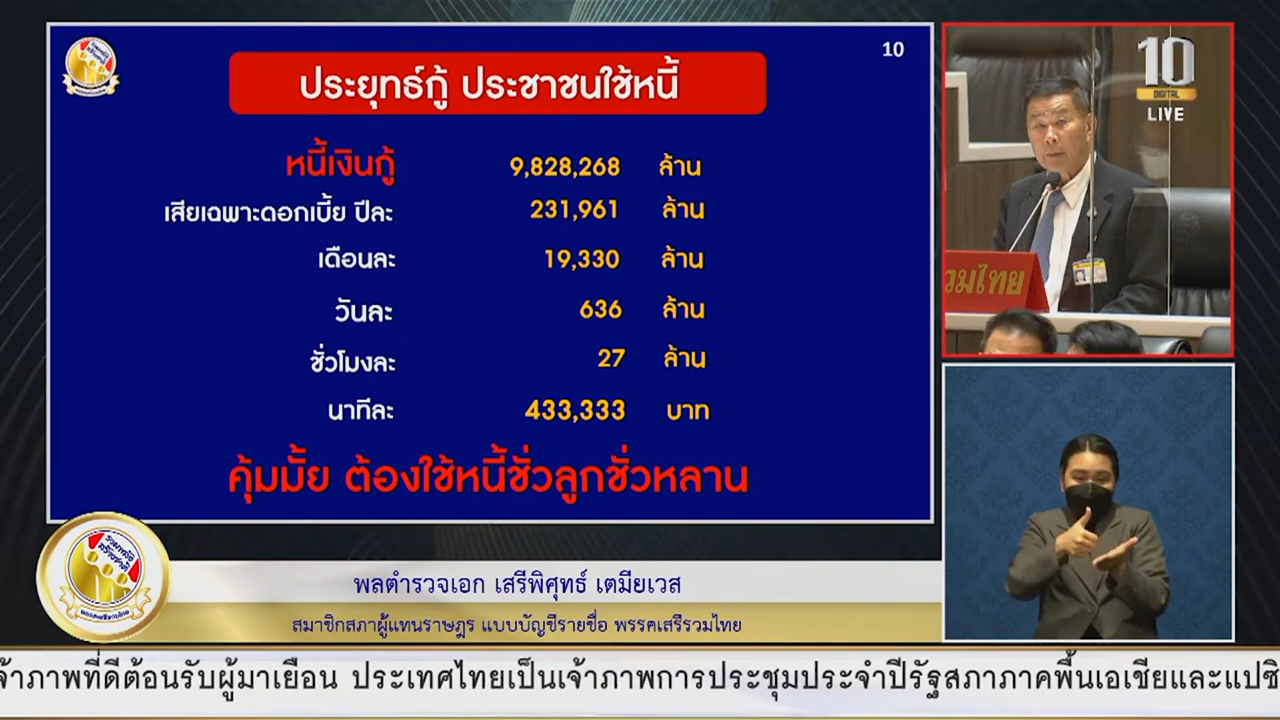 10
ประยุทธ์กู้ ประชาชนใช้หนี้
หนี้เงินกู้ 9,828,268 ล้าน
เสียเฉพาะดอกเบี้ย ปีละ 231,961 ล้าน
เดือนละ 19,330 ล้าน
วันละ 636 ล้าน
ชั่วโมงละ 27 ล้าน
นาทีละ 433,333 บาท
คุ้มมั้ย ต้องใช้หนี้ชั่วลูกชั่วหลาน
10
DIGITAL
LIVE
วมไทย
รวมพลัง
สร้างชาติ
พลตำรวจเอก เสรีพิศุทธ์ เตมียเวส
สมาชิกสภาผู้แทนราษฎร แบบบัญชีรายชื่อ พรรคเสรีรวมไทย
จ้าภาพที่ดีต้อนรับผู้มาเยือน ประเทศไทยเป็นเจ้าภาพการประชุมประจำปีรัฐสภาภาคพื้นเอเชียและแปซิ